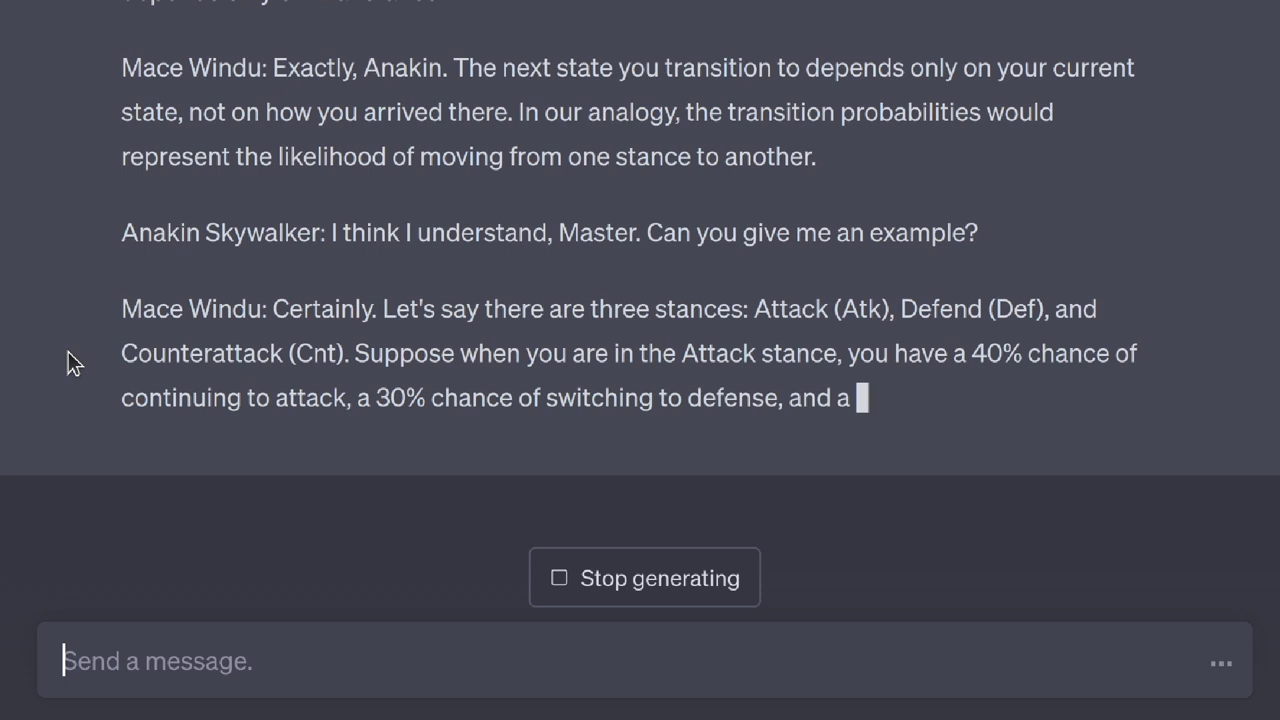 Mace Windu: Exactly, Anakin. The next state you transition to depends only on your current
state, not on how you arrived there. In our analogy, the transition probabilities would
represent the likelihood of moving from one stance to another.
Anakin Skywalker: I think I understand, Master. Can you give me an example?
Mace Windu: Certainly. Let's say there are three stances: Attack (Atk), Defend (Def), and
Counterattack (Cnt). Suppose when you are in the Attack stance, you have a 40% chance of
continuing to attack, a 30% chance of switching to defense, and a
Stop generating
Send a message.